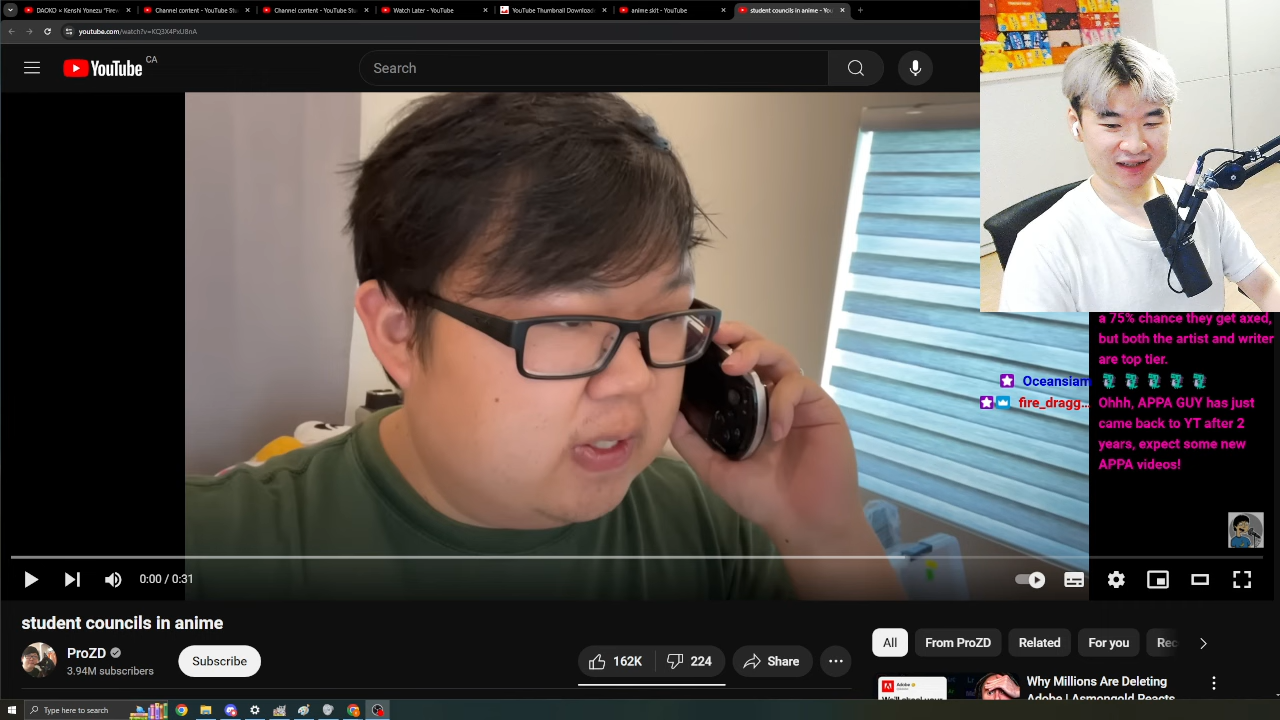 DAOKO × Kenshi Yonezu "Firew
Channel content - YouTube Stu
Channel content - YouTube Stu
Watch Later - YouTube
YouTube Thumbnail Downloade
anime skit - YouTube
student councils in anime - You
youtube.com/watch?v=KQ3X4PxU8nA
YouTube CA
Search
a 75% chance they get axed,
but both the artist and writer
are top tier.
Oceansiam
fire_dragg...
Ohhh, APPA GUY has just
came back to YT after 2
years, expect some new
APPA videos!
0:00 / 0:31
student councils in anime
ProZD
3.94M subscribers
Subscribe
162K
224
Share
All
From ProZD
Related
For you
Rec
Adobe
Why Millions Are Deleting
Adobe | Asmongold Reacts
Type here to search